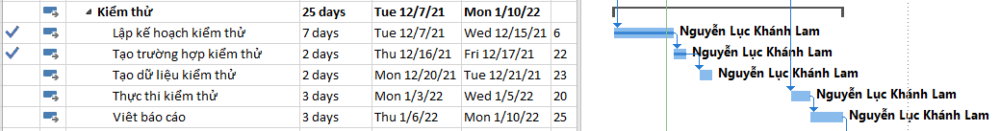 Kiểm thử 25 days Tue 12/7/21 Mon 1/10/22
Lập kế hoạch kiểm thử 7 days Tue 12/7/21 Wed 12/15/21 6 Nguyễn Lục Khánh Lam
Tạo trường hợp kiểm thử 2 days Thu 12/16/21 Fri 12/17/21 22 Nguyễn Lục Khánh Lam
Tạo dữ liệu kiểm thử 2 days Mon 12/20/21 Tue 12/21/21 23 Nguyễn Lục Khánh Lam
Thực thi kiểm thử 3 days Mon 1/3/22 Wed 1/5/22 20 Nguyễn Lục Khánh Lam
Viêt báo cáo 3 days Thu 1/6/22 Mon 1/10/22 25 Nguyễn Lục Khánh Lam